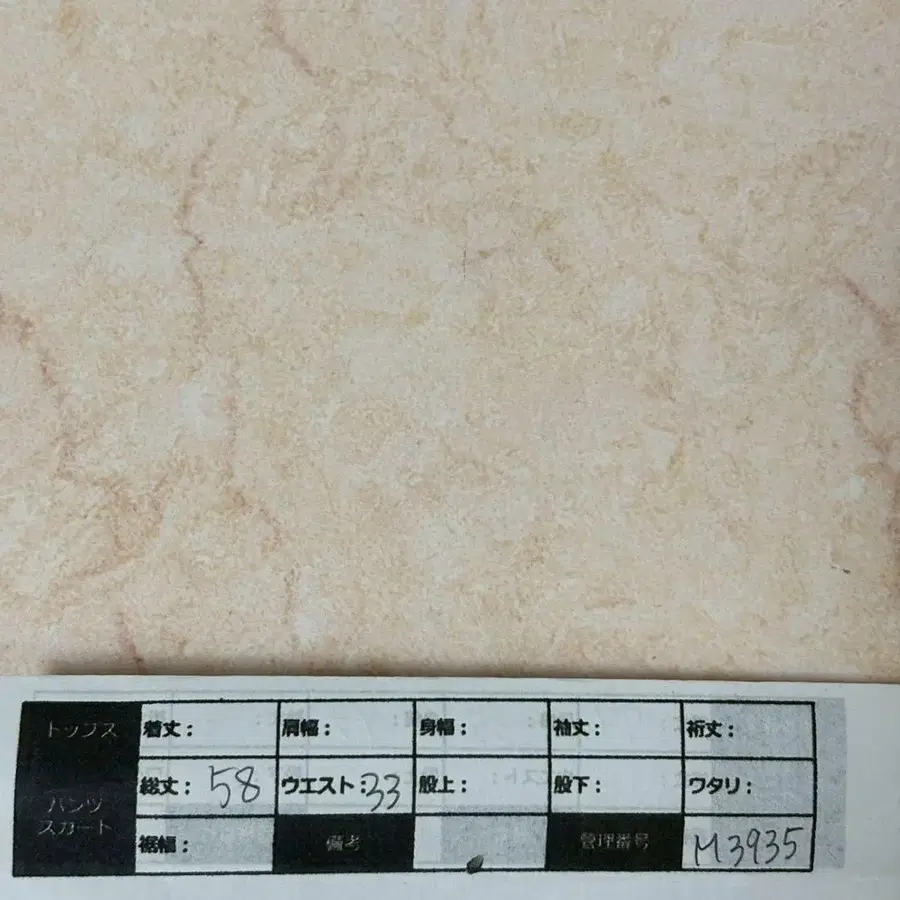 トップス 着丈: 肩幅: 身幅: 袖丈: 裄丈:
パンツ スカート 総丈: 58 ウエスト:33 股上: 股下: ワタリ:
裾幅: 備考 管理番号 M3935